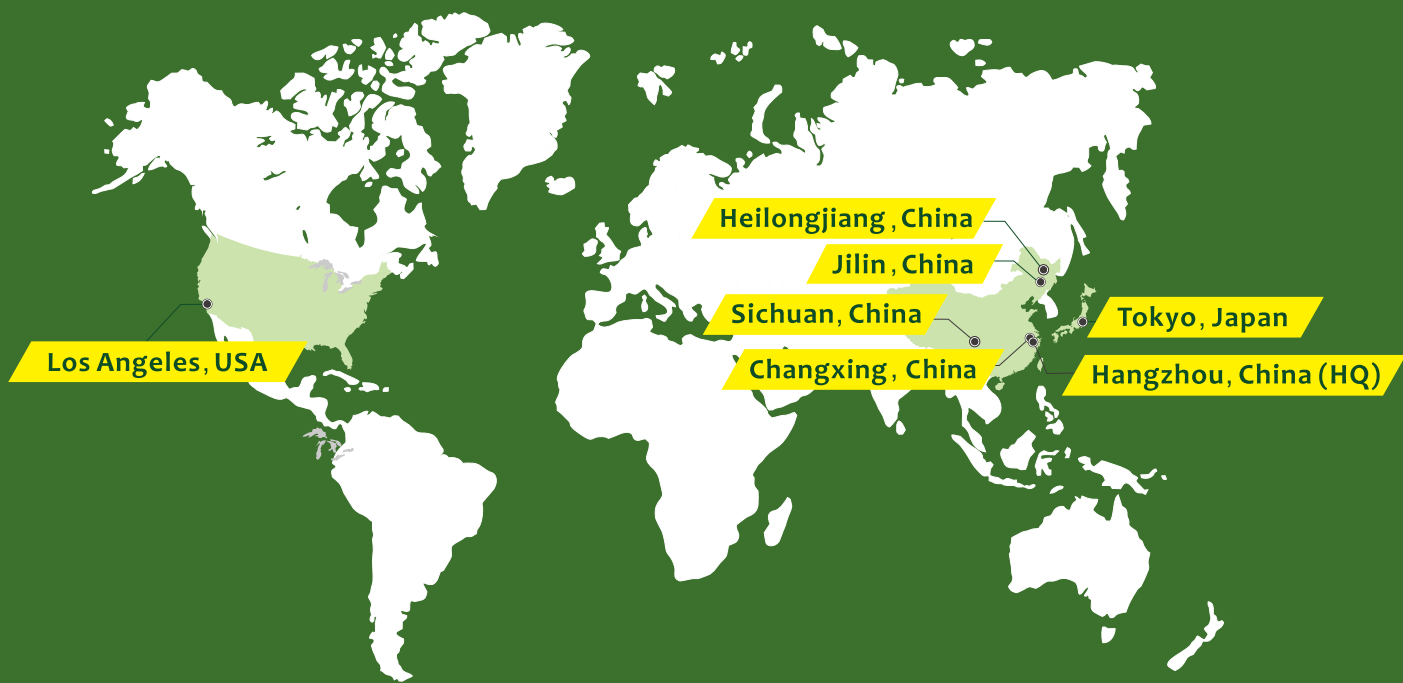 Heilongjiang, China
Jilin, China
Sichuan, China
Tokyo, Japan
Los Angeles, USA
Changxing, China
Hangzhou, China (HQ)